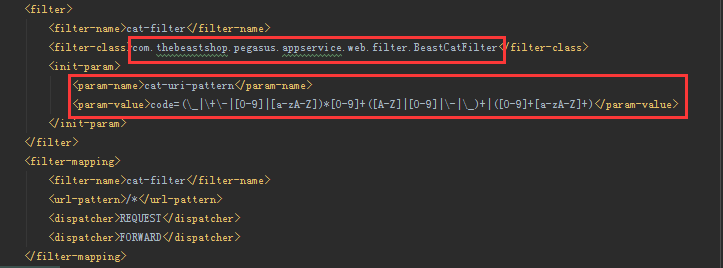 <filter>
<filter-name>cat-filter</filter-name>
<filter-class>com.thebeastshop.pegasus.appservice.web.filter.BeastCatFilter</filter-class>
<init-param>
<param-name>cat-uri-pattern</param-name>
<param-value>code=(\_|\+\-|[0-9]|[a-zA-Z])*[0-9]+([A-Z]|[0-9]|\-|\_)+|([0-9]+[a-zA-Z]+)</param-value>
</init-param>
</filter>
<filter-mapping>
<filter-name>cat-filter</filter-name>
<url-pattern>/*</url-pattern>
<dispatcher>REQUEST</dispatcher>
<dispatcher>FORWARD</dispatcher>
</filter-mapping>